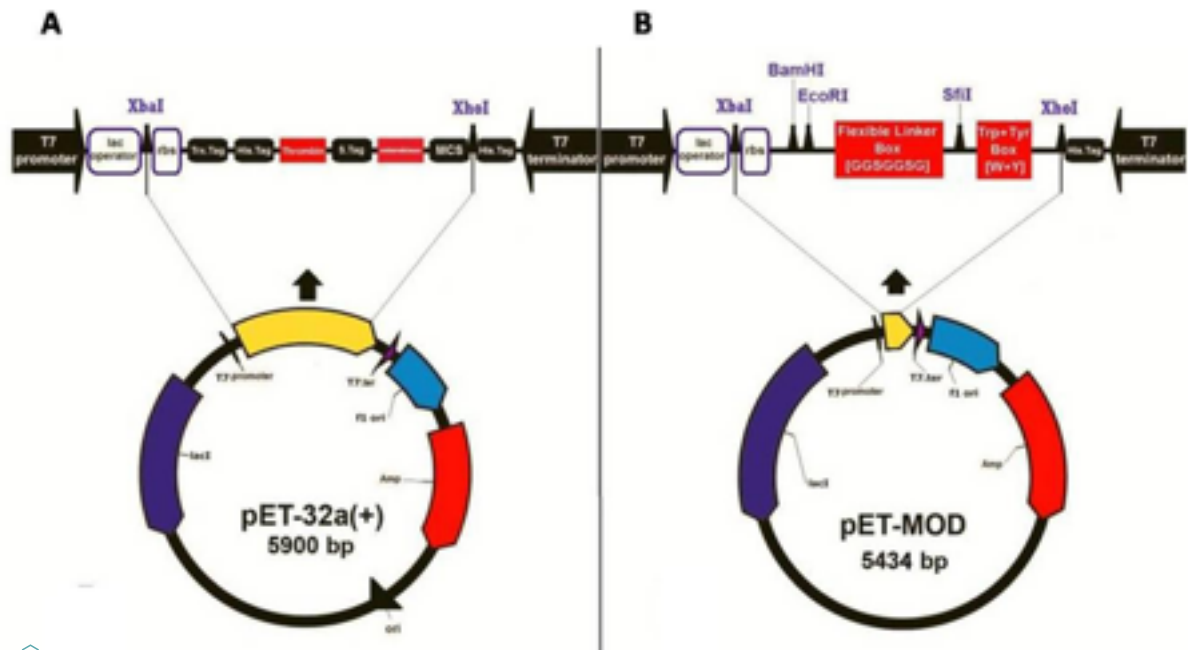 A
XbaI
XhoI
T7 promoter
lac operator
rbs
Trx.Tag
His.Tag
Thrombin
S.Tag
MCS
His.Tag
T7 terminator
T7 promoter
T7.ter
f1 ori
lacI
Amp
pET-32a(+)
5900 bp
ori
B
BamHI
EcoRI
XbaI
SfiI
XhoI
T7 promoter
lac operator
rbs
Flexible Linker
Box
[GGSGGSG]
Trp+Tyr
Box
[W+Y]
His.Tag
T7 terminator
T7 promoter
T7.ter
f1 ori
lacI
Amp
pET-MOD
5434 bp